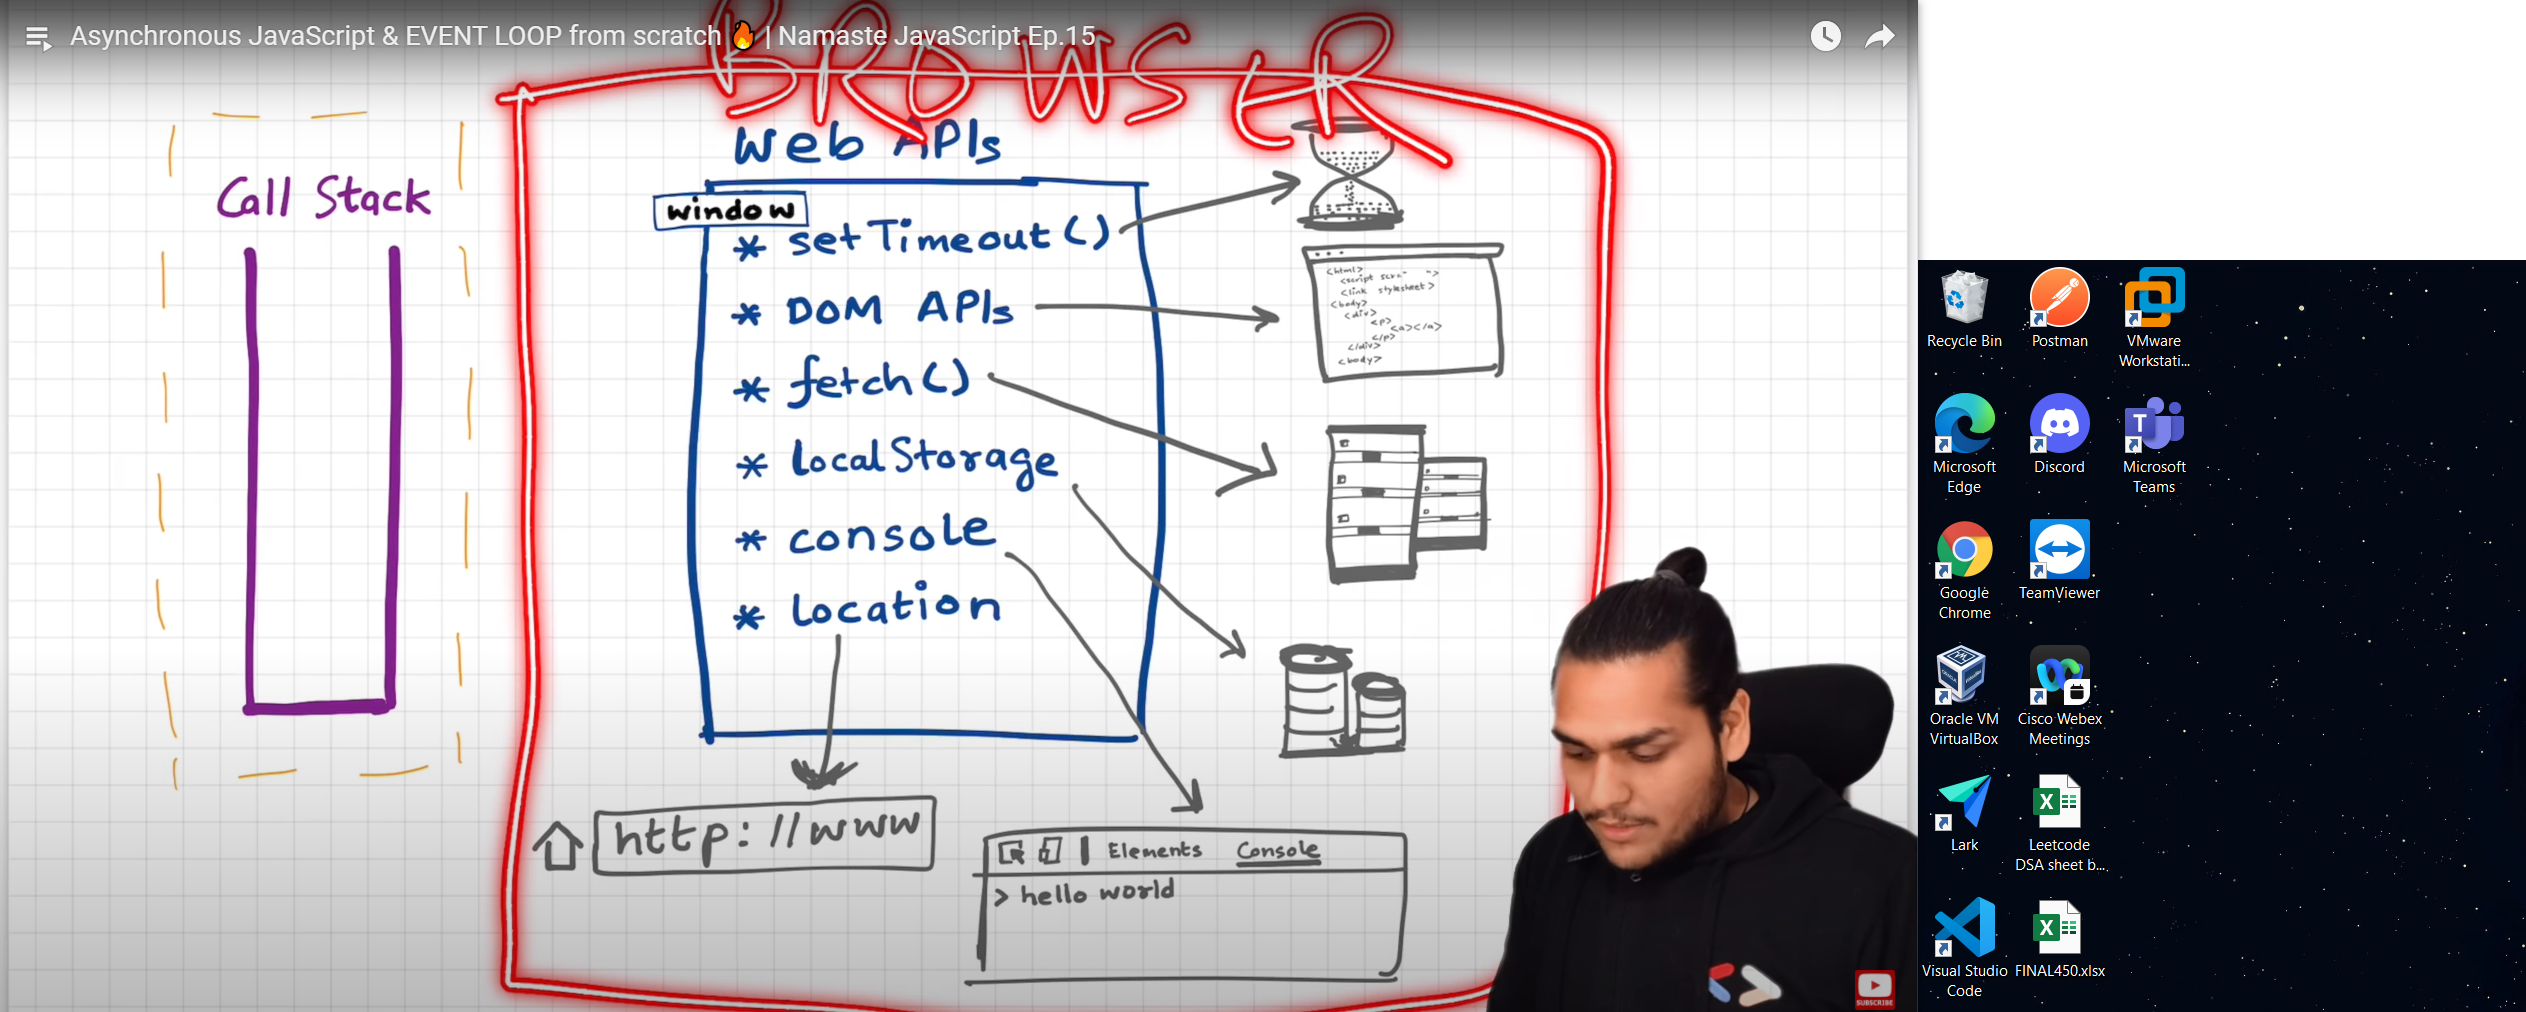 Asynchronous JavaScript & EVENT LOOP from scratch 🔥 | Namaste JavaScript Ep.15
BROWSER
Call Stack
Web APIs
window
* setTimeout()
* DOM APIs
* fetch()
* localStorage
* console
* location
<html>
<link stylesheet>
<body>
<div>
<p>
<a></a>
</p>
</div>
<body>
http://www
Elements Console
> hello world
SUBSCRIBE
Recycle Bin
Postman
VMware
Workstati...
Microsoft
Edge
Discord
Microsoft
Teams
Google
Chrome
TeamViewer
Oracle VM
VirtualBox
Cisco Webex
Meetings
Lark
Leetcode
DSA sheet b...
Visual Studio
Code
FINAL450.xlsx